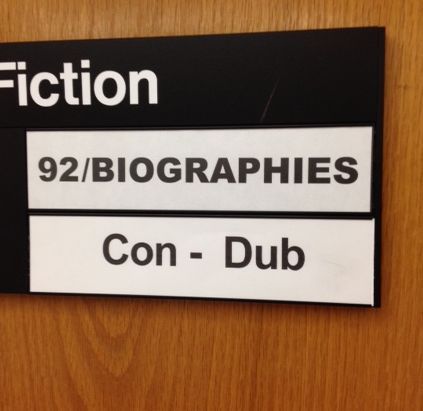 Fiction
92/BIOGRAPHIES
Con - Dub